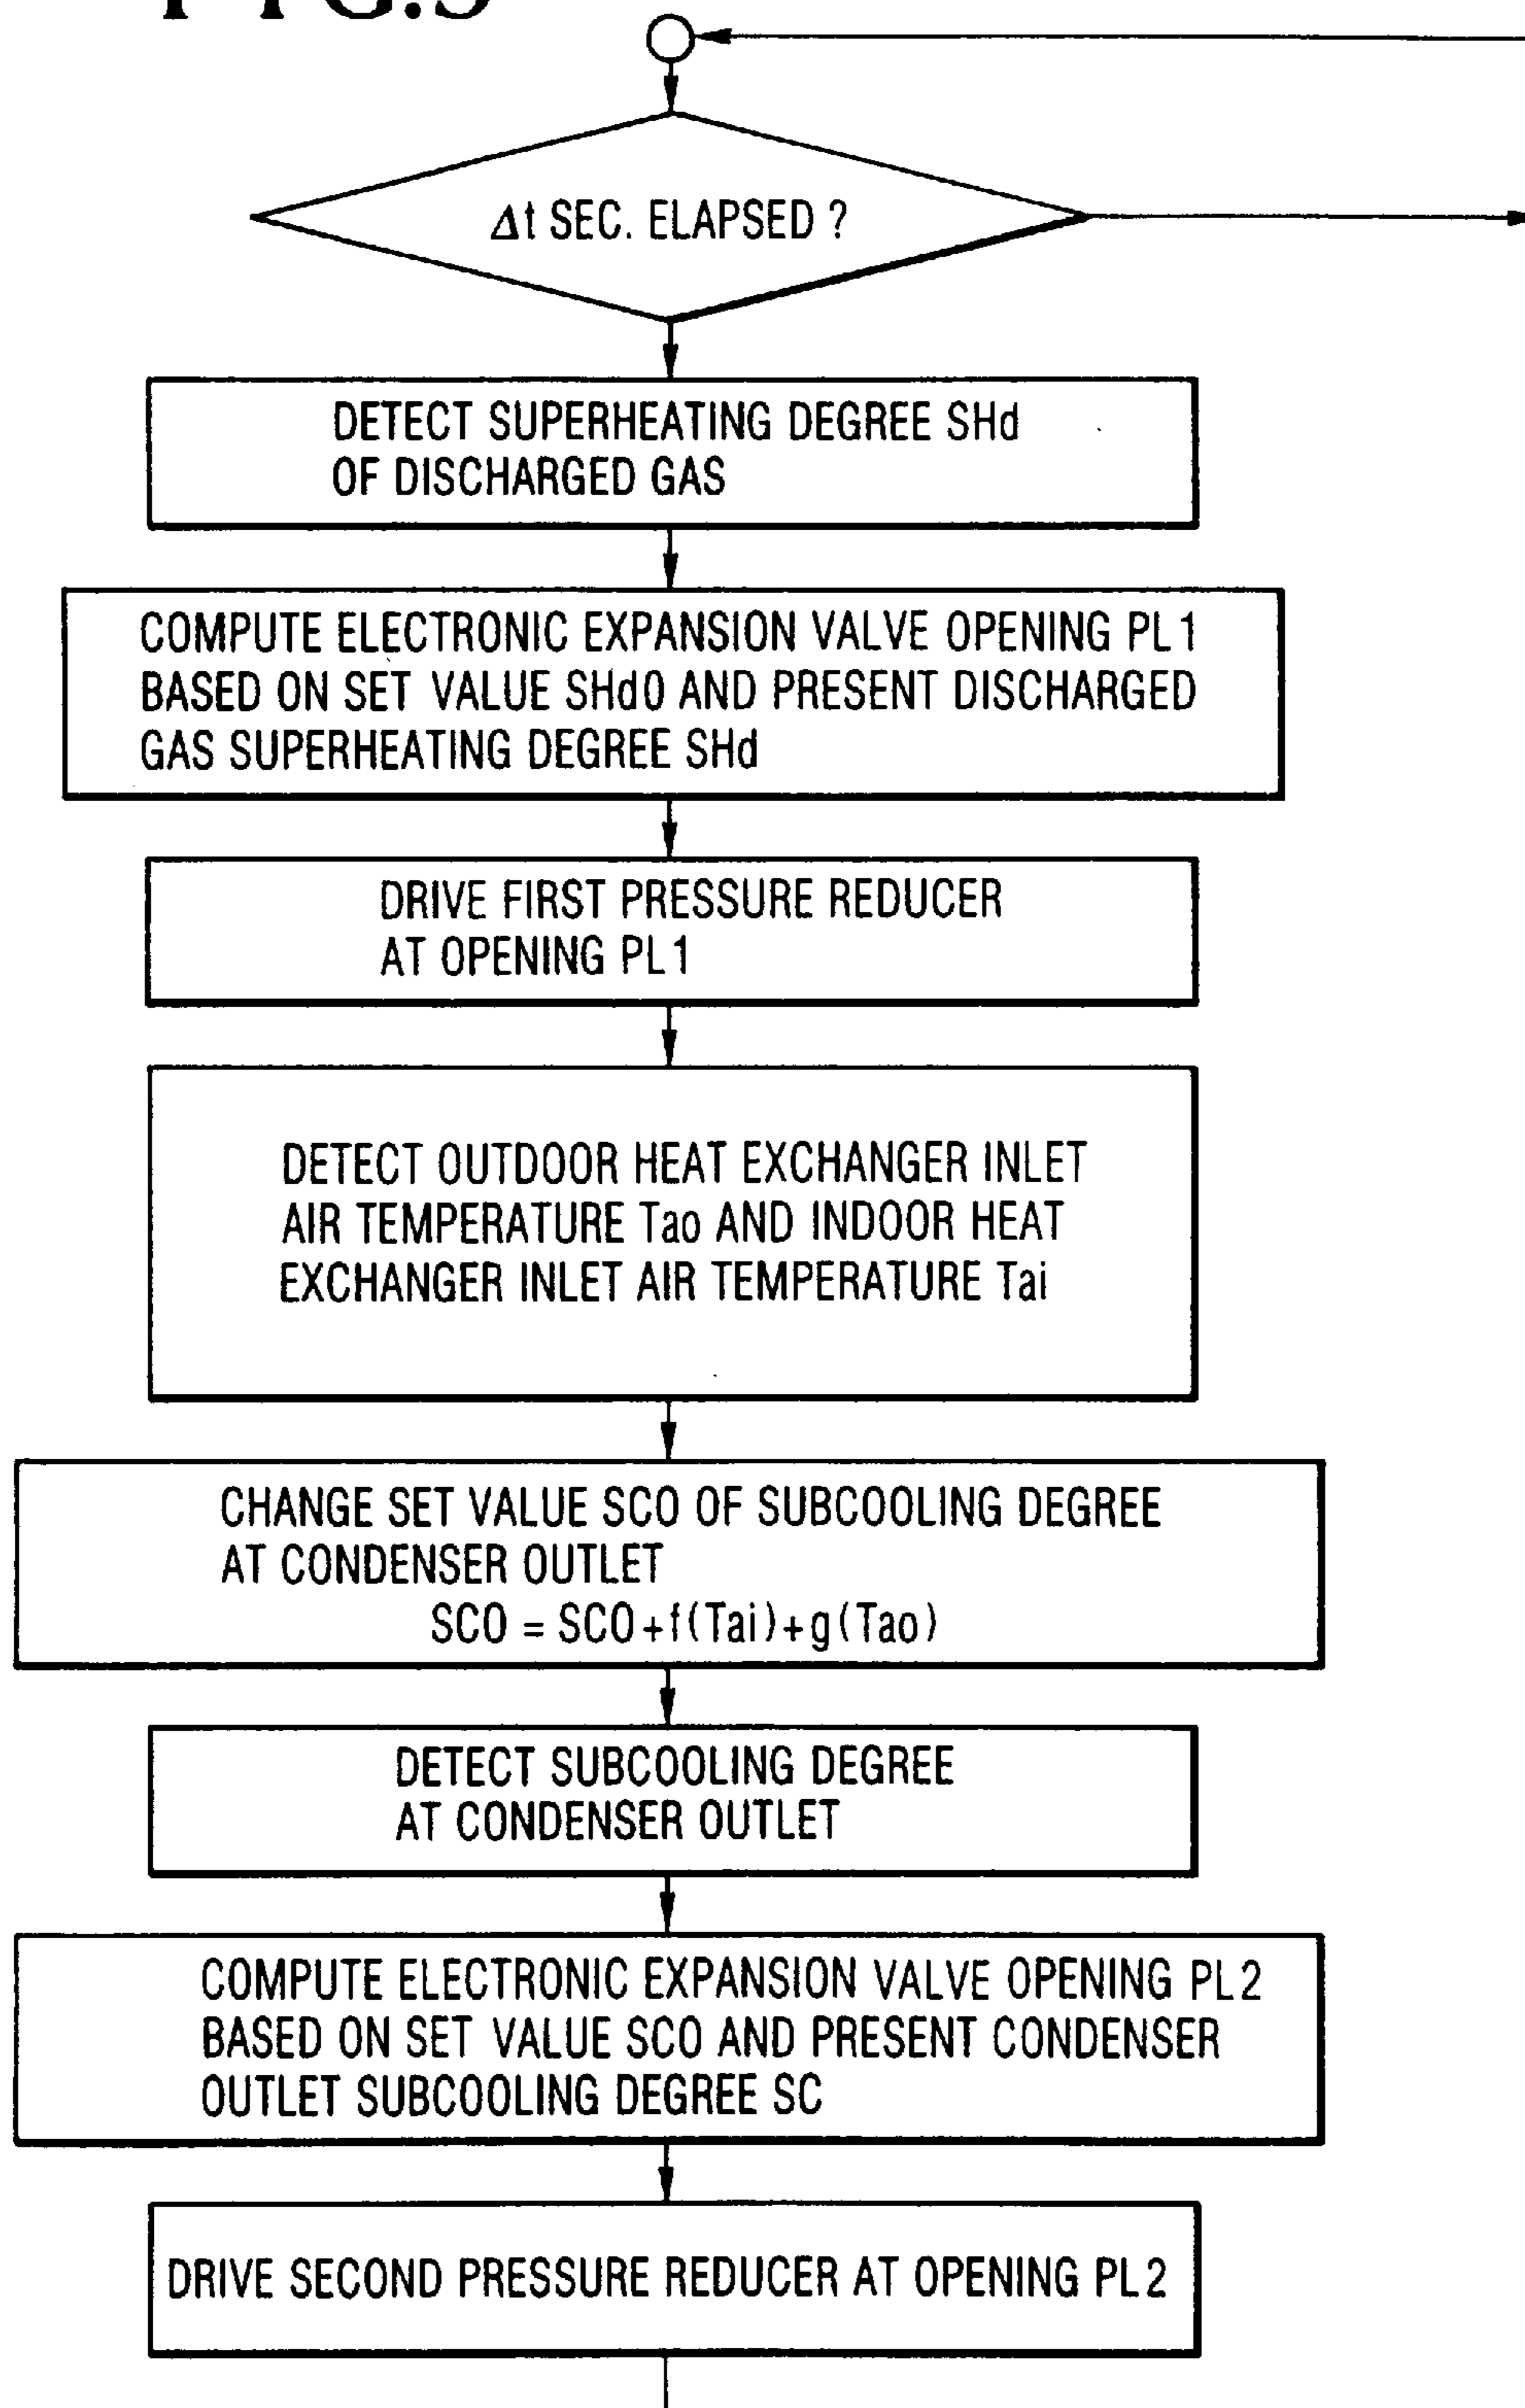 FIG.5
Δt SEC. ELAPSED ?
DETECT SUPERHEATING DEGREE SHd
OF DISCHARGED GAS
COMPUTE ELECTRONIC EXPANSION VALVE OPENING PL1
BASED ON SET VALUE SHd0 AND PRESENT DISCHARGED
GAS SUPERHEATING DEGREE SHd
DRIVE FIRST PRESSURE REDUCER
AT OPENING PL1
DETECT OUTDOOR HEAT EXCHANGER INLET
AIR TEMPERATURE Tao AND INDOOR HEAT
EXCHANGER INLET AIR TEMPERATURE Tai
CHANGE SET VALUE SC0 OF SUBCOOLING DEGREE
AT CONDENSER OUTLET
SC0 = SC0+f(Tai)+g(Tao)
DETECT SUBCOOLING DEGREE
AT CONDENSER OUTLET
COMPUTE ELECTRONIC EXPANSION VALVE OPENING PL2
BASED ON SET VALUE SC0 AND PRESENT CONDENSER
OUTLET SUBCOOLING DEGREE SC
DRIVE SECOND PRESSURE REDUCER AT OPENING PL2